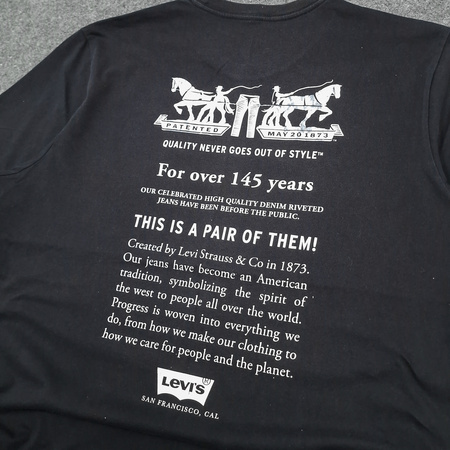 PATENTED MAY 20 1873 ™
QUALITY NEVER GOES OUT OF STYLE™
For over 145 years
OUR CELEBRATED HIGH QUALITY DENIM RIVETED
JEANS HAVE BEEN BEFORE THE PUBLIC.
THIS IS A PAIR OF THEM!
Created by Levi Strauss & Co in 1873.
Our jeans have become an American
tradition, symbolizing the spirit of
the west to people all over the world.
Progress is woven into everything we
do, from how we make our clothing to
how we care for people and the planet.
Levi's ®
SAN FRANCISCO, CAL